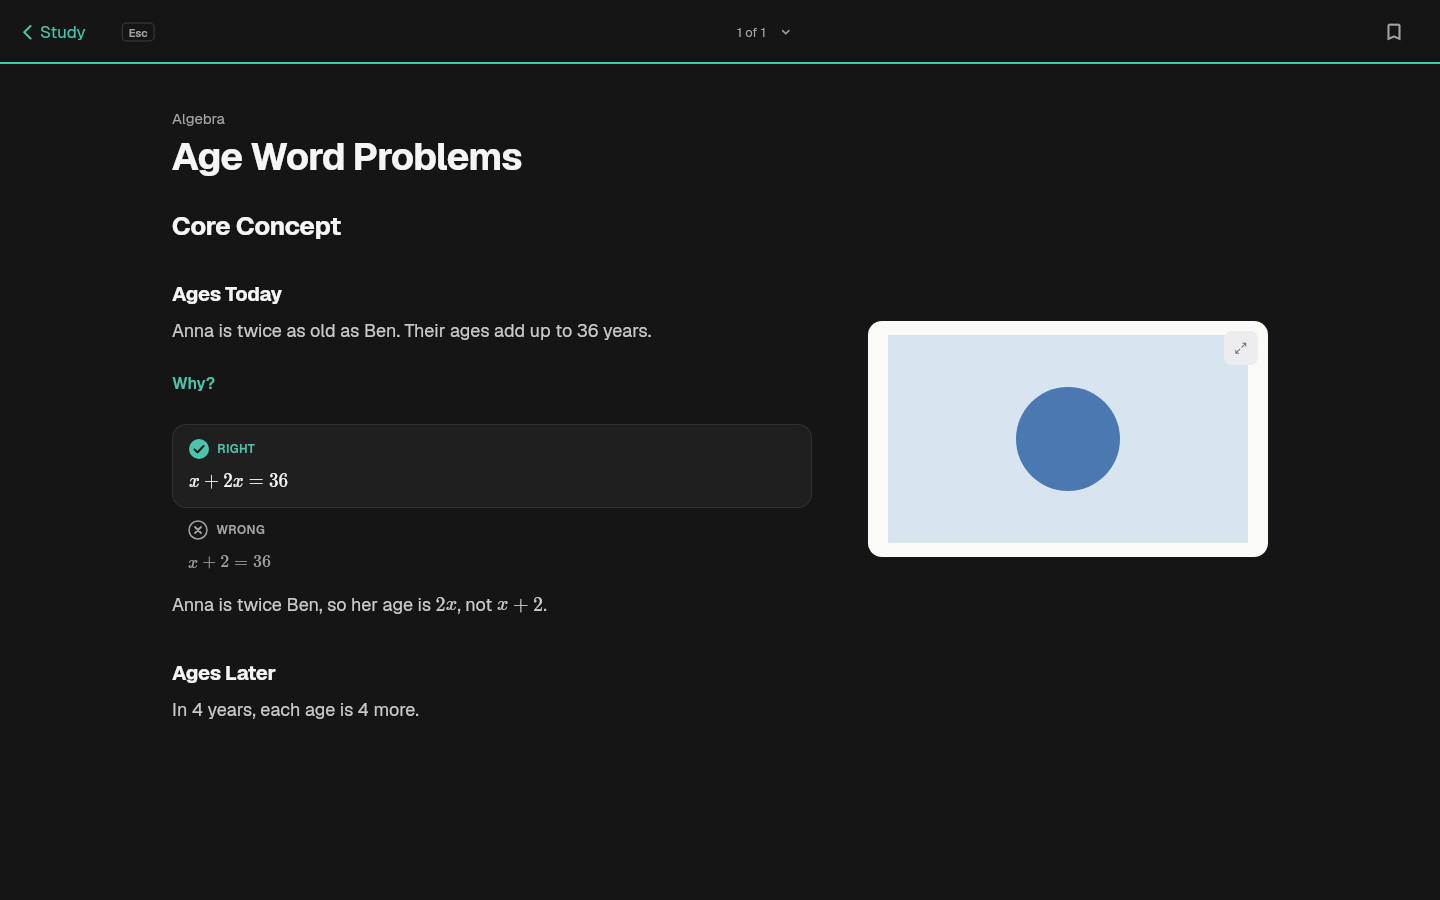 Study Esc 1 of 1
Algebra
Age Word Problems
Core Concept
Ages Today
Anna is twice as old as Ben. Their ages add up to 36 years.
Why?
RIGHT
x + 2x = 36
WRONG
x + 2 = 36
Anna is twice Ben, so her age is 2x, not x + 2.
Ages Later
In 4 years, each age is 4 more.